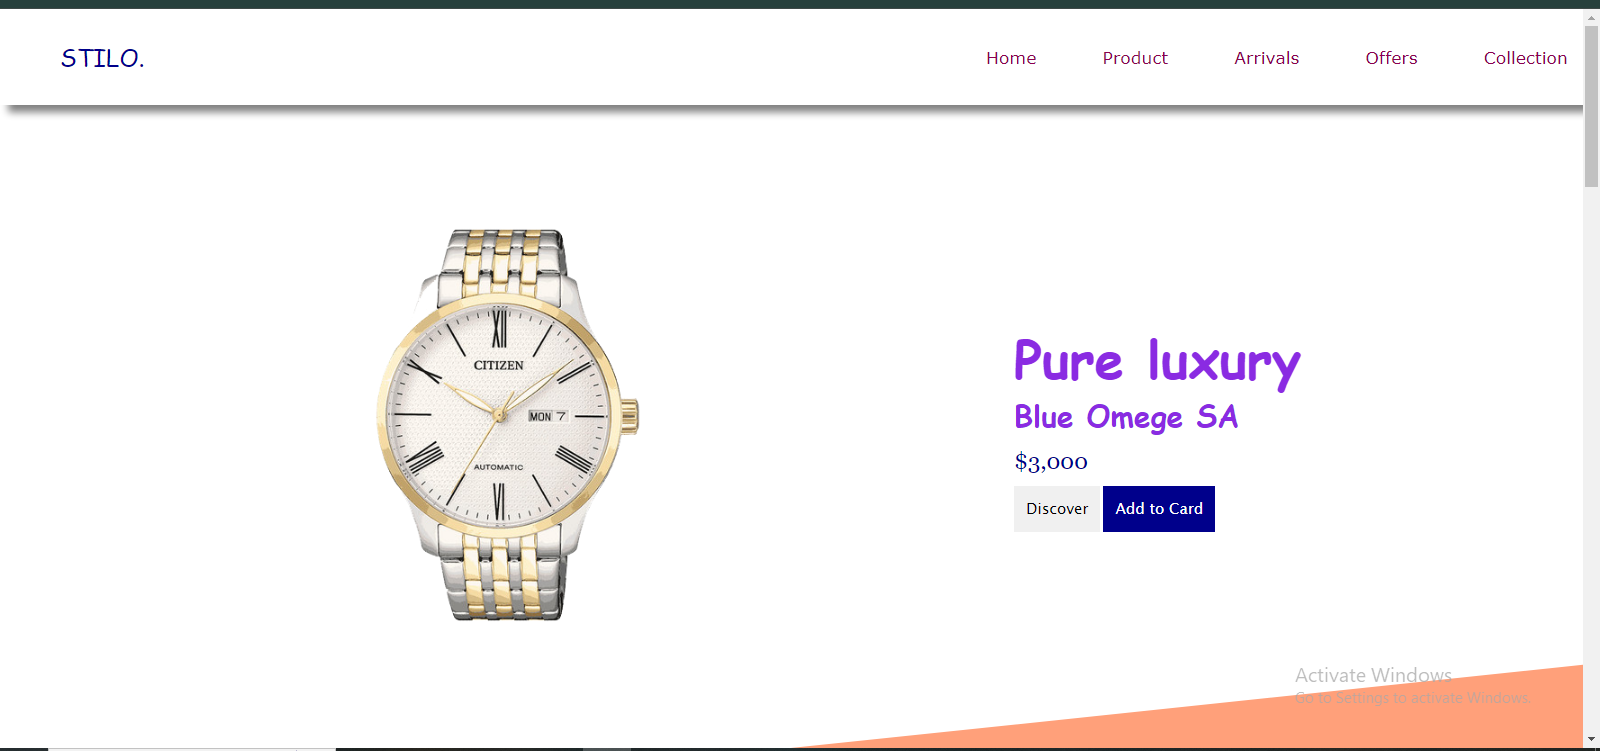 STILO.
Home Product Arrivals Offers Collection
CITIZEN
MON 7
AUTOMATIC
Pure luxury
Blue Omege SA
$3,000
Discover Add to Card
Activate Windows
Go to Settings to activate Windows.